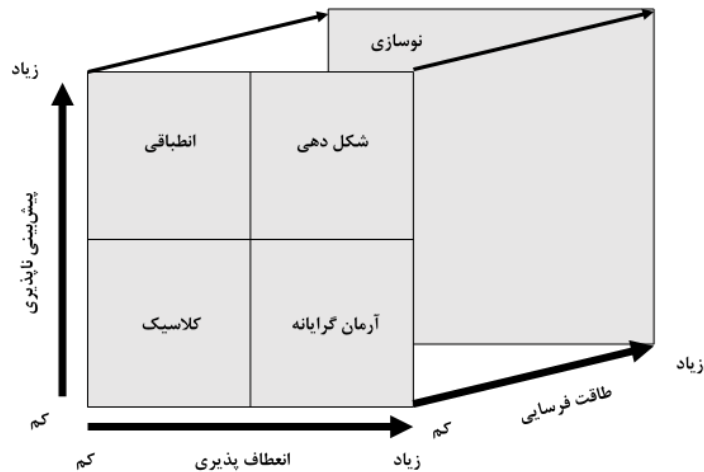 نوسازی
زیاد
انطباقی
شکل دهی
پیش‌بینی ناپذیری
کلاسیک
آرمان گرایانه
زیاد
طاقت فرسایی
کم
کم
کم
انعطاف پذیری
زیاد